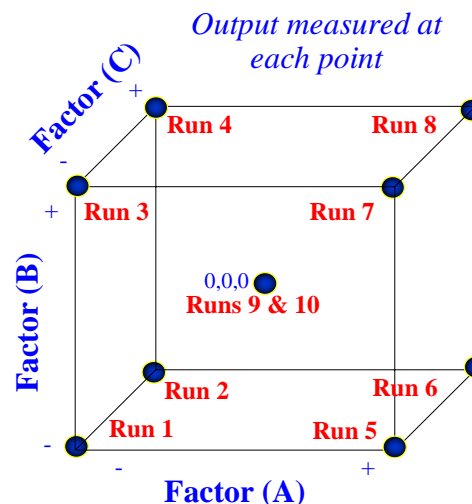 Output measured at
each point
Factor (C)
+
-
Run 4
Run 8
+
Run 3
Run 7
0,0,0
Runs 9 & 10
Factor (B)
Run 2
Run 6
Run 1
Run 5
-
-
+
Factor (A)